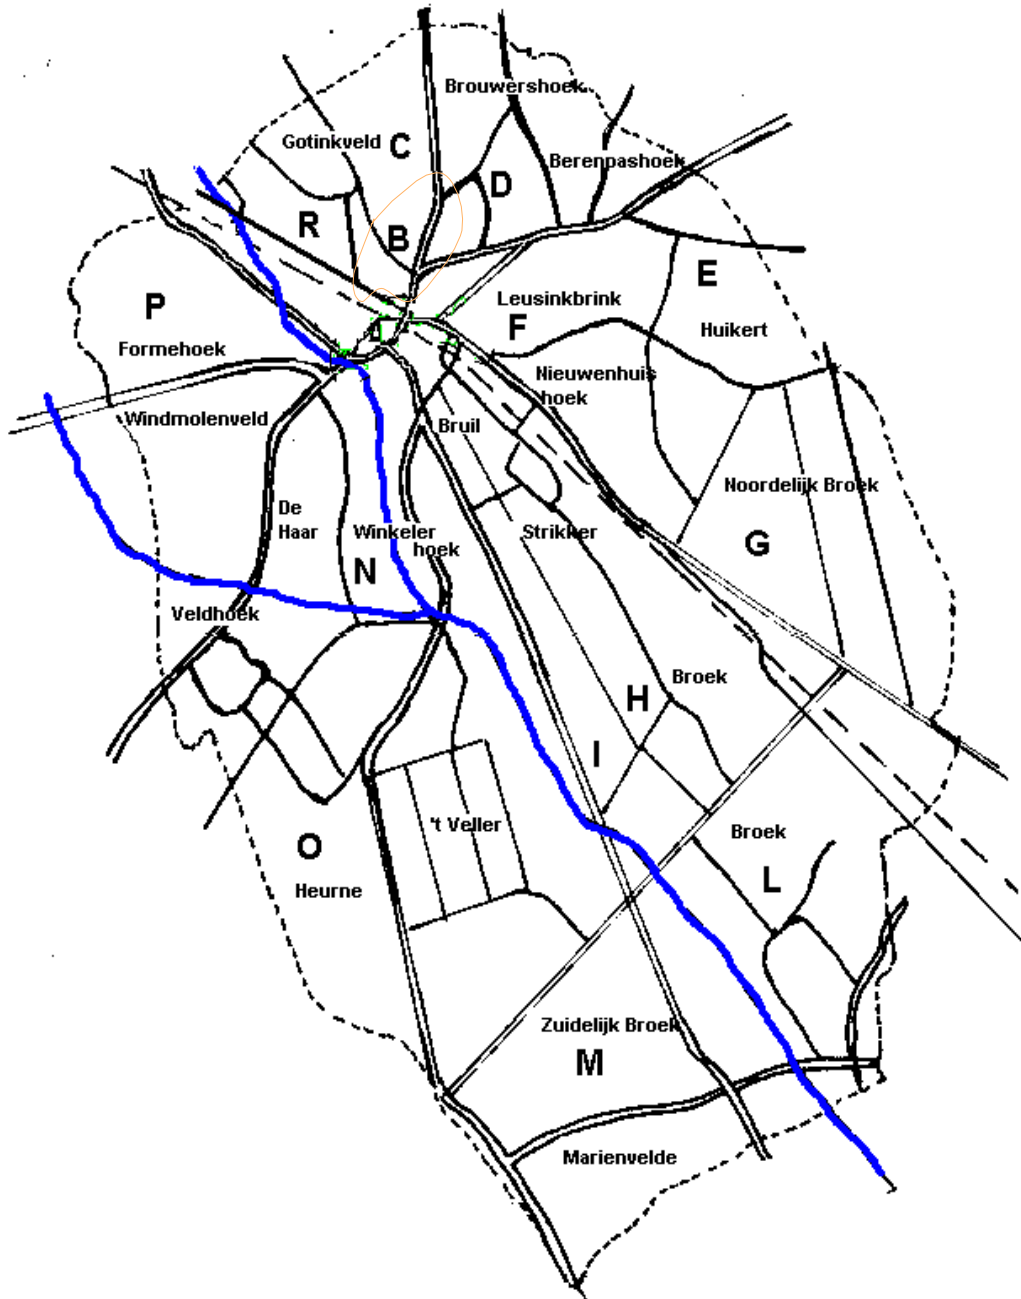 Brouwershoek
Gotinkveld
C
Berenpashoek
D
R
B
E
P
Leusinkbrink
F
Huikert
Formehoek
Nieuwenhuis
hoek
Windmolenveld
Bruil
Noordelijk Broek
De
Haar
Winkeler
hoek
Strikker
G
N
Veldhoek
Broek
H
I
't Veller
Broek
O
L
Heurne
Zuidelijk Broek
M
Marienvelde